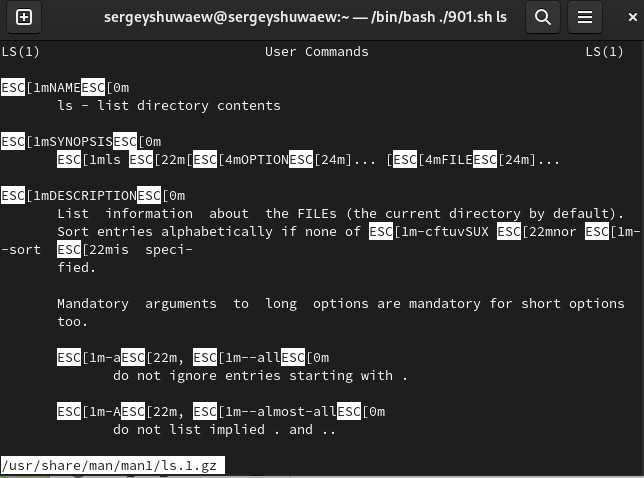 sergeyshuwaew@sergeyshuwaew:~ — /bin/bash ./901.sh ls
LS(1) User Commands LS(1)
ESC[1mNAMEESC[0m
ls - list directory contents
ESC[1mSYNOPSISESC[0m
ESC[1mls ESC[22m[ESC[4mOPTIONESC[24m]... [ESC[4mFILEESC[24m]...
ESC[1mDESCRIPTIONESC[0m
List information about the FILEs (the current directory by default).
Sort entries alphabetically if none of ESC[1m-cftuvSUX ESC[22mnor ESC[1m-
-sort ESC[22mis speci-
fied.
Mandatory arguments to long options are mandatory for short options
too.
ESC[1m-aESC[22m, ESC[1m--allESC[0m
do not ignore entries starting with .
ESC[1m-AESC[22m, ESC[1m--almost-allESC[0m
do not list implied . and ..
/usr/share/man/man1/ls.1.gz